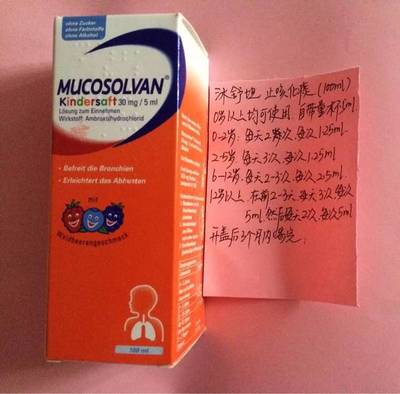 ohne Zucker
ohne Farbstoffe
ohne Alkohol
MUCOSOLVAN®
Kindersaft 30 mg / 5 ml
Lösung zum Einnehmen
Wirkstoff: Ambroxolhydrochlorid
• Befreit die Bronchien
• Erleichtert das Abhusten
mit
Waldbeerengeschmack
100 ml
沐舒坦 止咳化痰 (100ml)
0岁以上均可使用 自带量杯5ml
0-2岁. 每天2次. 每次1.25ml
2-5岁. 每天3次. 每次1.25ml
6-12岁. 每天2-3次. 每次2.5ml
12岁以上. 在前2-3天. 每天3次. 每次
5ml. 然后每天2次. 每次5ml
开盖后3个月内喝完.